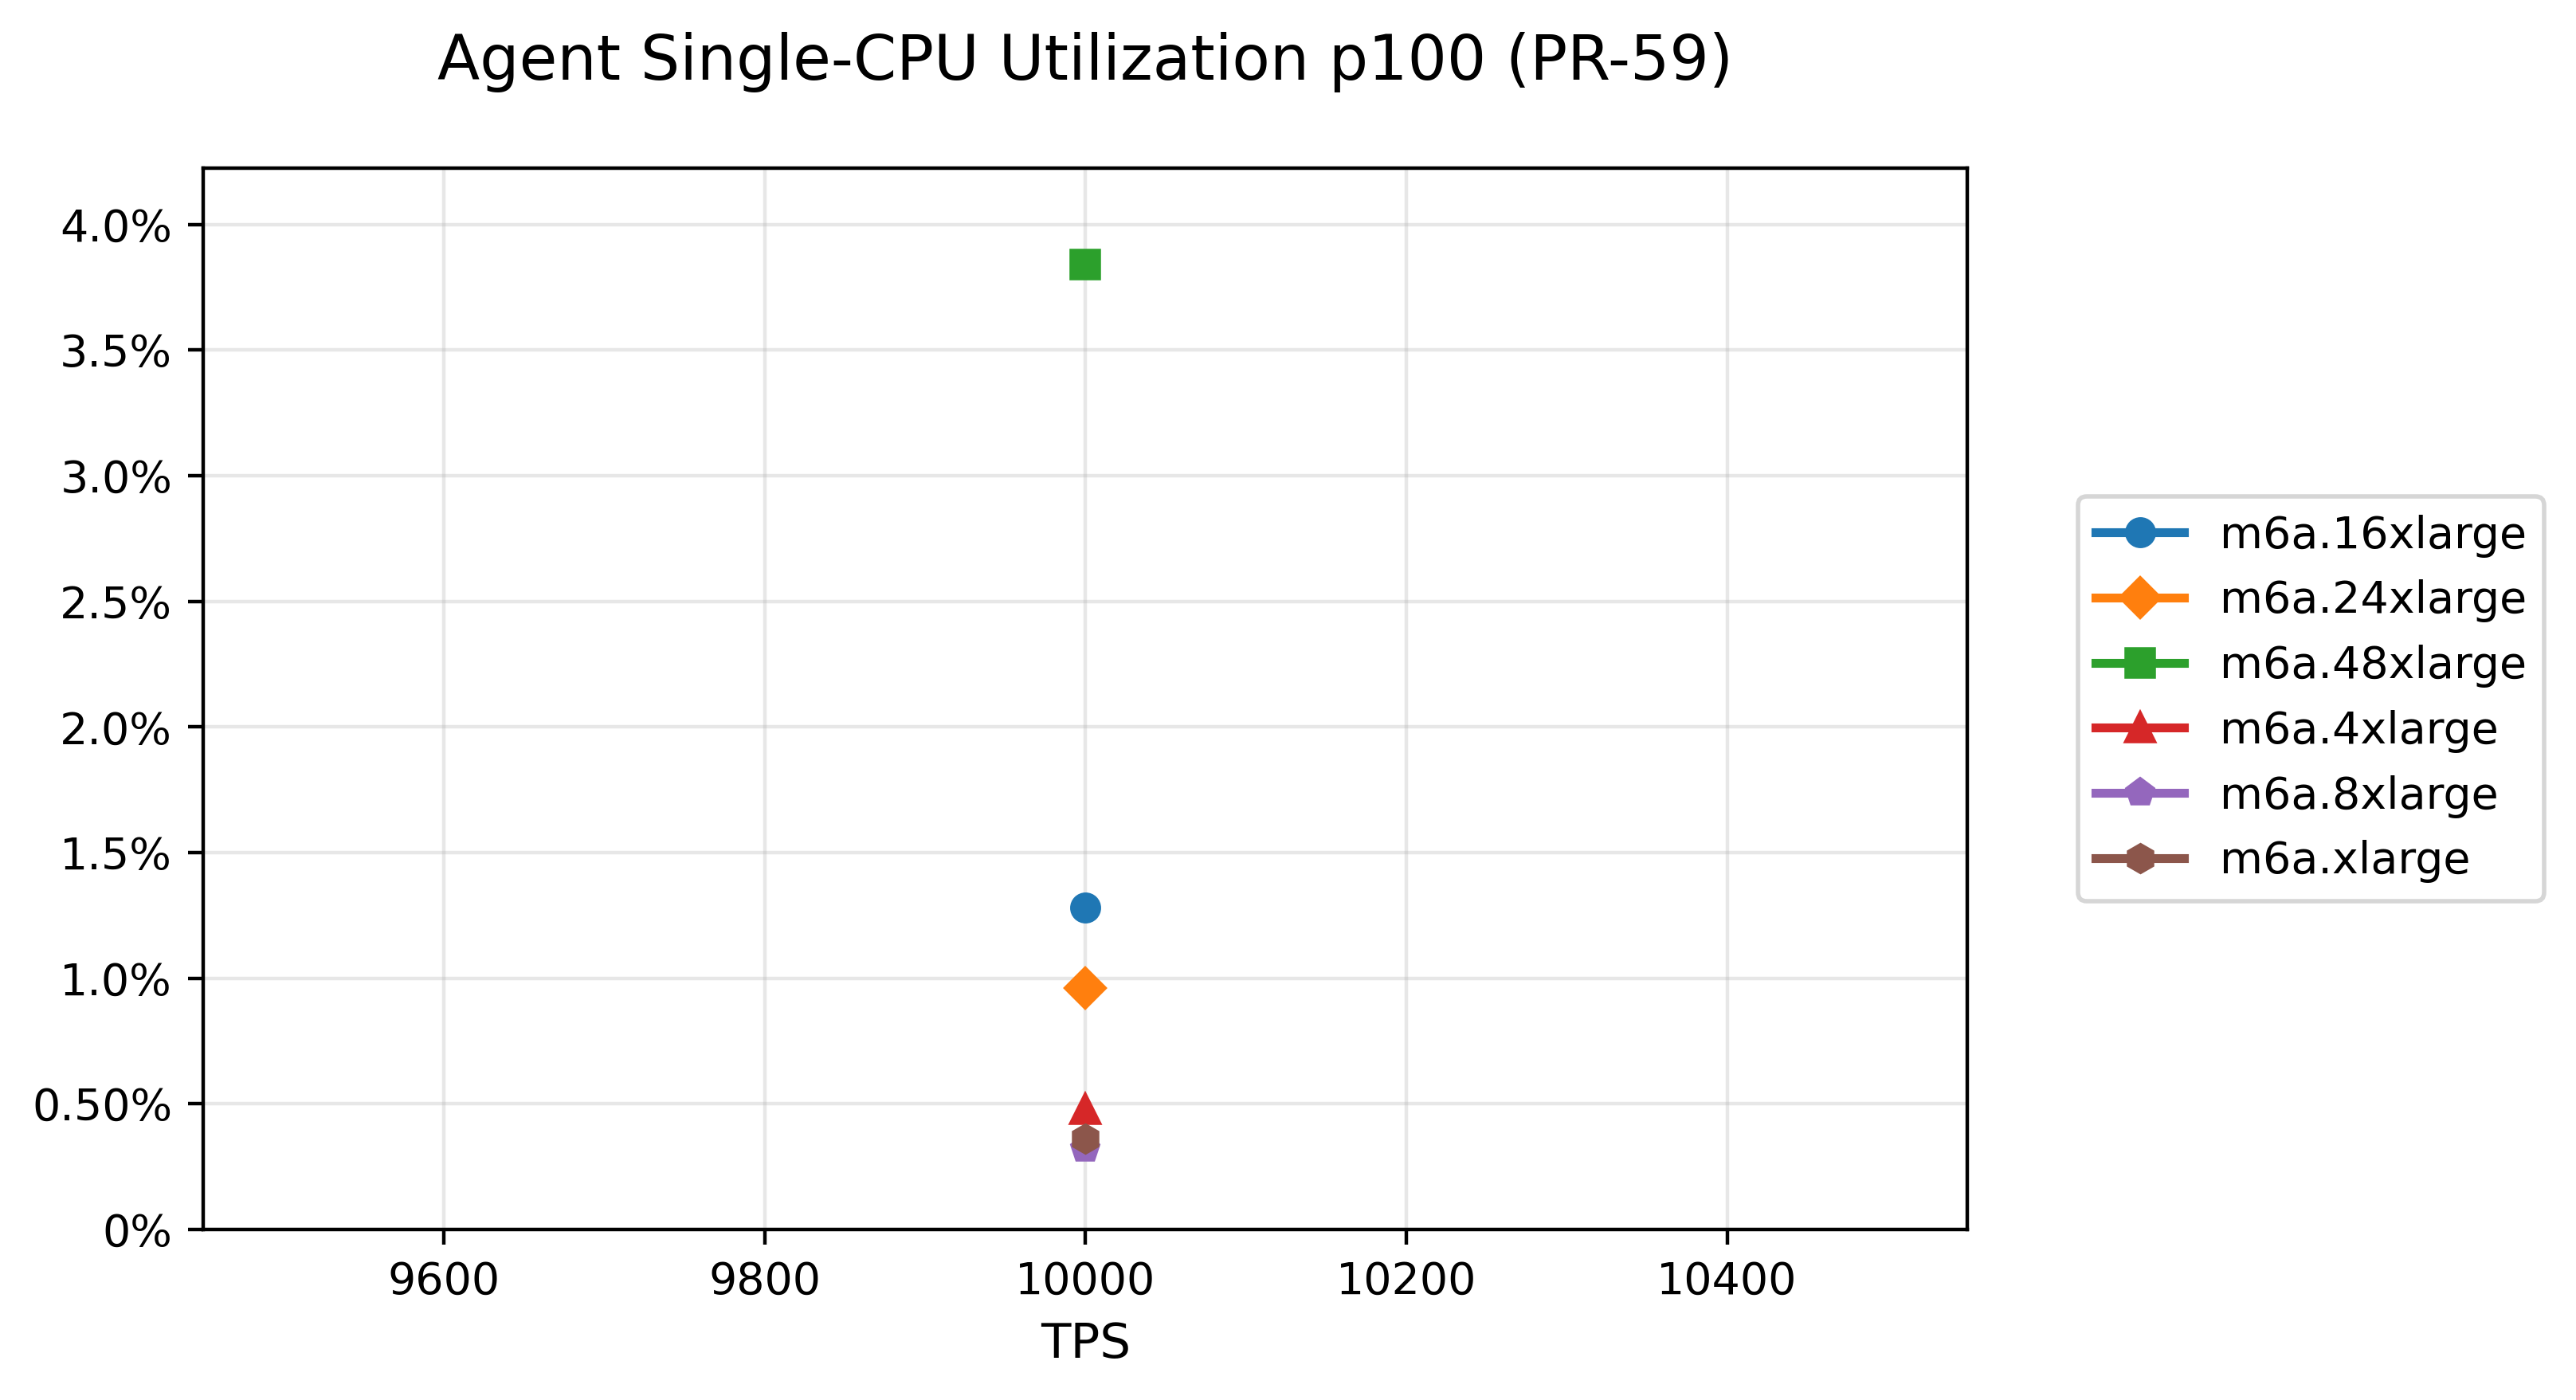 Agent Single-CPU Utilization p100 (PR-59)
4.0%
3.5%
3.0%
2.5%
2.0%
1.5%
1.0%
0.50%
0%
9600
9800
10000
10200
10400
TPS
m6a.16xlarge
m6a.24xlarge
m6a.48xlarge
m6a.4xlarge
m6a.8xlarge
m6a.xlarge